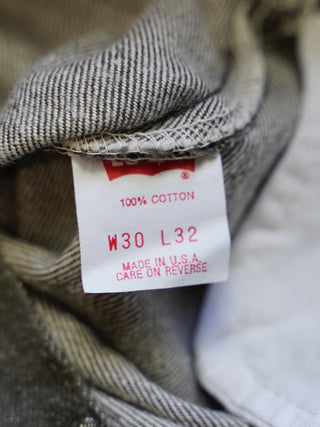 ®
100% COTTON
W30 L32
MADE IN U.S.A.
CARE ON REVERSE